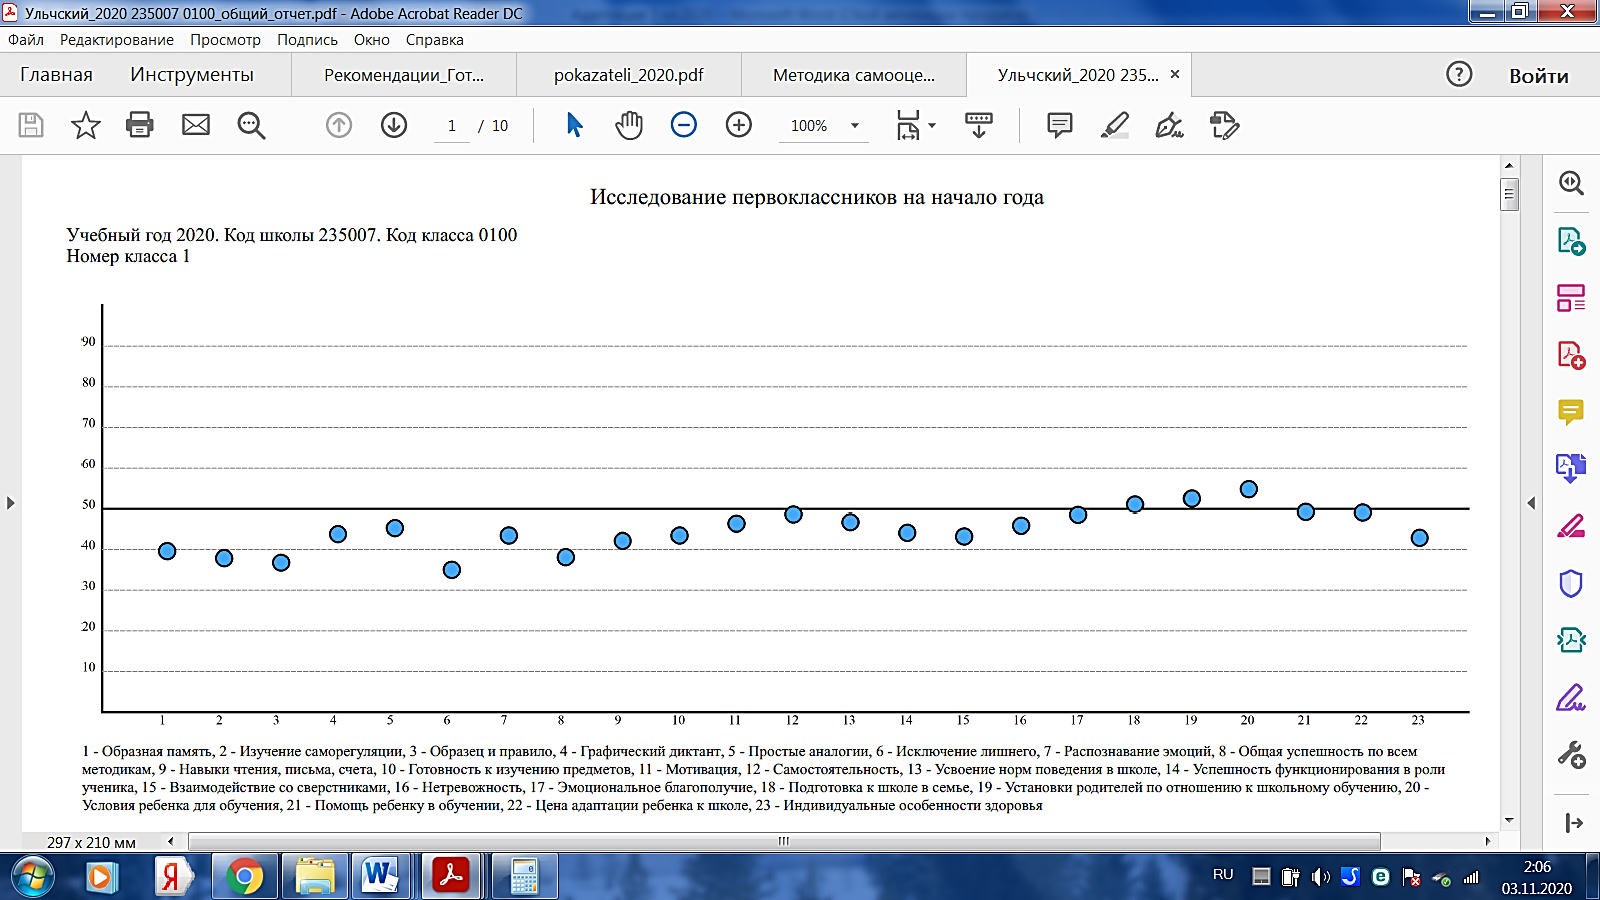 Ульчский_2020 235007 0100_общий_отчет.pdf - Adobe Acrobat Reader DC
Файл Редактирование Просмотр Подпись Окно Справка
Главная Инструменты Рекомендации_Гот... pokazateli_2020.pdf Методика самооце... Ульчский_2020 235... × Войти
1 / 10 100%
Исследование первоклассников на начало года
Учебный год 2020. Код школы 235007. Код класса 0100
Номер класса 1
90
80
70
60
50
40
30
20
10
1 2 3 4 5 6 7 8 9 10 11 12 13 14 15 16 17 18 19 20 21 22 23
1 - Образная память, 2 - Изучение саморегуляции, 3 - Образец и правило, 4 - Графический диктант, 5 - Простые аналогии, 6 - Исключение лишнего, 7 - Распознавание эмоций, 8 - Общая успешность по всем
методикам, 9 - Навыки чтения, письма, счета, 10 - Готовность к изучению предметов, 11 - Мотивация, 12 - Самостоятельность, 13 - Усвоение норм поведения в школе, 14 - Успешность функционирования в роли
ученика, 15 - Взаимодействие со сверстниками, 16 - Нетревожность, 17 - Эмоциональное благополучие, 18 - Подготовка к школе в семье, 19 - Установки родителей по отношению к школьному обучению, 20 -
Условия ребенка для обучения, 21 - Помощь ребенку в обучении, 22 - Цена адаптации ребенка к школе, 23 - Индивидуальные особенности здоровья
297 x 210 мм
RU 2:06
03.11.2020